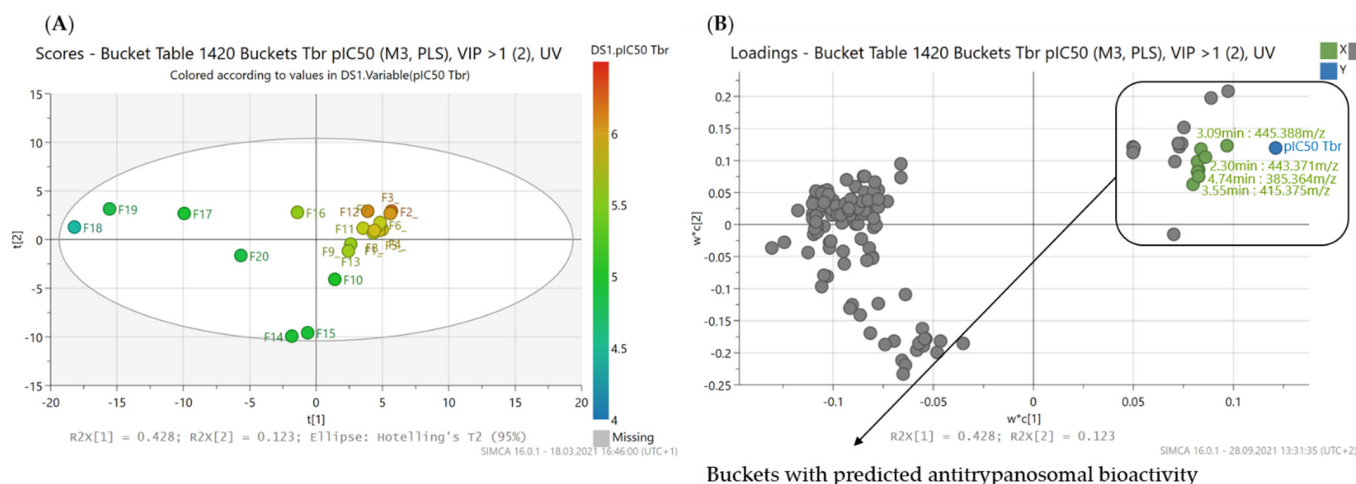 (A)
Scores - Bucket Table 1420 Buckets Tbr pIC50 (M3, PLS), VIP >1 (2), UV
Colored according to values in DS1.Variable(pIC50 Tbr)
DS1.pIC50 Tbr
15
10
5
0
-5
-10
-15
t[2]
-20
-15
-10
-5
0
5
10
15
20
t[1]
F19
F18
F17
F16
F20
F12
F3_
F2_
F11
F6_
F9_
F13
F10
F14
F15
6
5.5
5
4.5
4
Missing
R2X[1] = 0.428; R2X[2] = 0.123; Ellipse: Hotelling's T2 (95%)
SIMCA 16.0.1 - 18.03.2021 16:46:00 (UTC+1)
(B)
Loadings - Bucket Table 1420 Buckets Tbr pIC50 (M3, PLS), VIP >1 (2), UV
X
Y
0.2
0.15
0.1
0.05
0
-0.05
-0.1
-0.15
-0.2
-0.25
w*c[2]
-0.1
-0.05
0
0.05
0.1
w*c[1]
3.09min : 445.388m/z
pIC50 Tbr
2.30min : 443.371m/z
4.74min : 385.364m/z
3.55min : 415.375m/z
R2X[1] = 0.428; R2X[2] = 0.123
SIMCA 16.0.1 - 28.09.2021 13:31:35 (UTC+2)
Buckets with predicted antitrypanosomal bioactivity